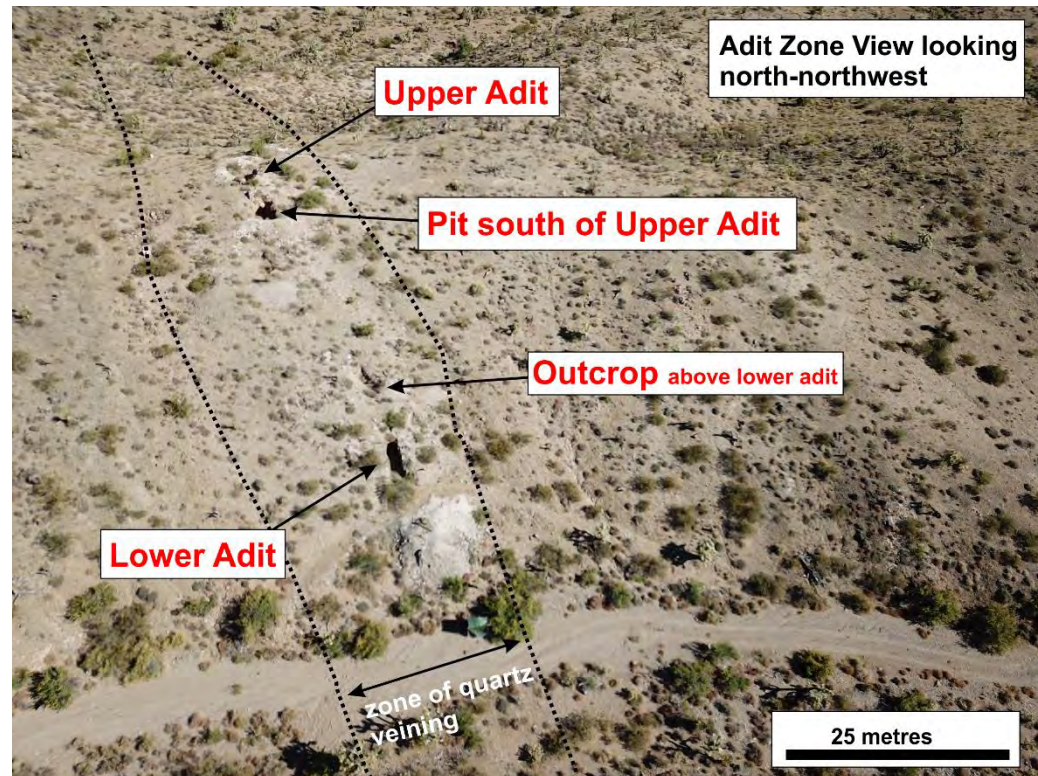 Adit Zone View looking
north-northwest
Upper Adit
Pit south of Upper Adit
Outcrop above lower adit
Lower Adit
zone of quartz
veining
25 metres